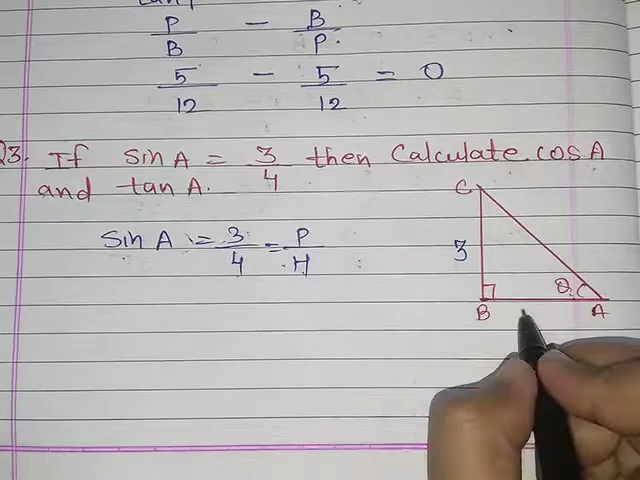 P — B
B P.
5 — 5 = 0
12 12
Q3. If sin A = 3 then Calculate cos A
4
and tan A.
sin A = 3 = P
4 H
C
3
θ
B A